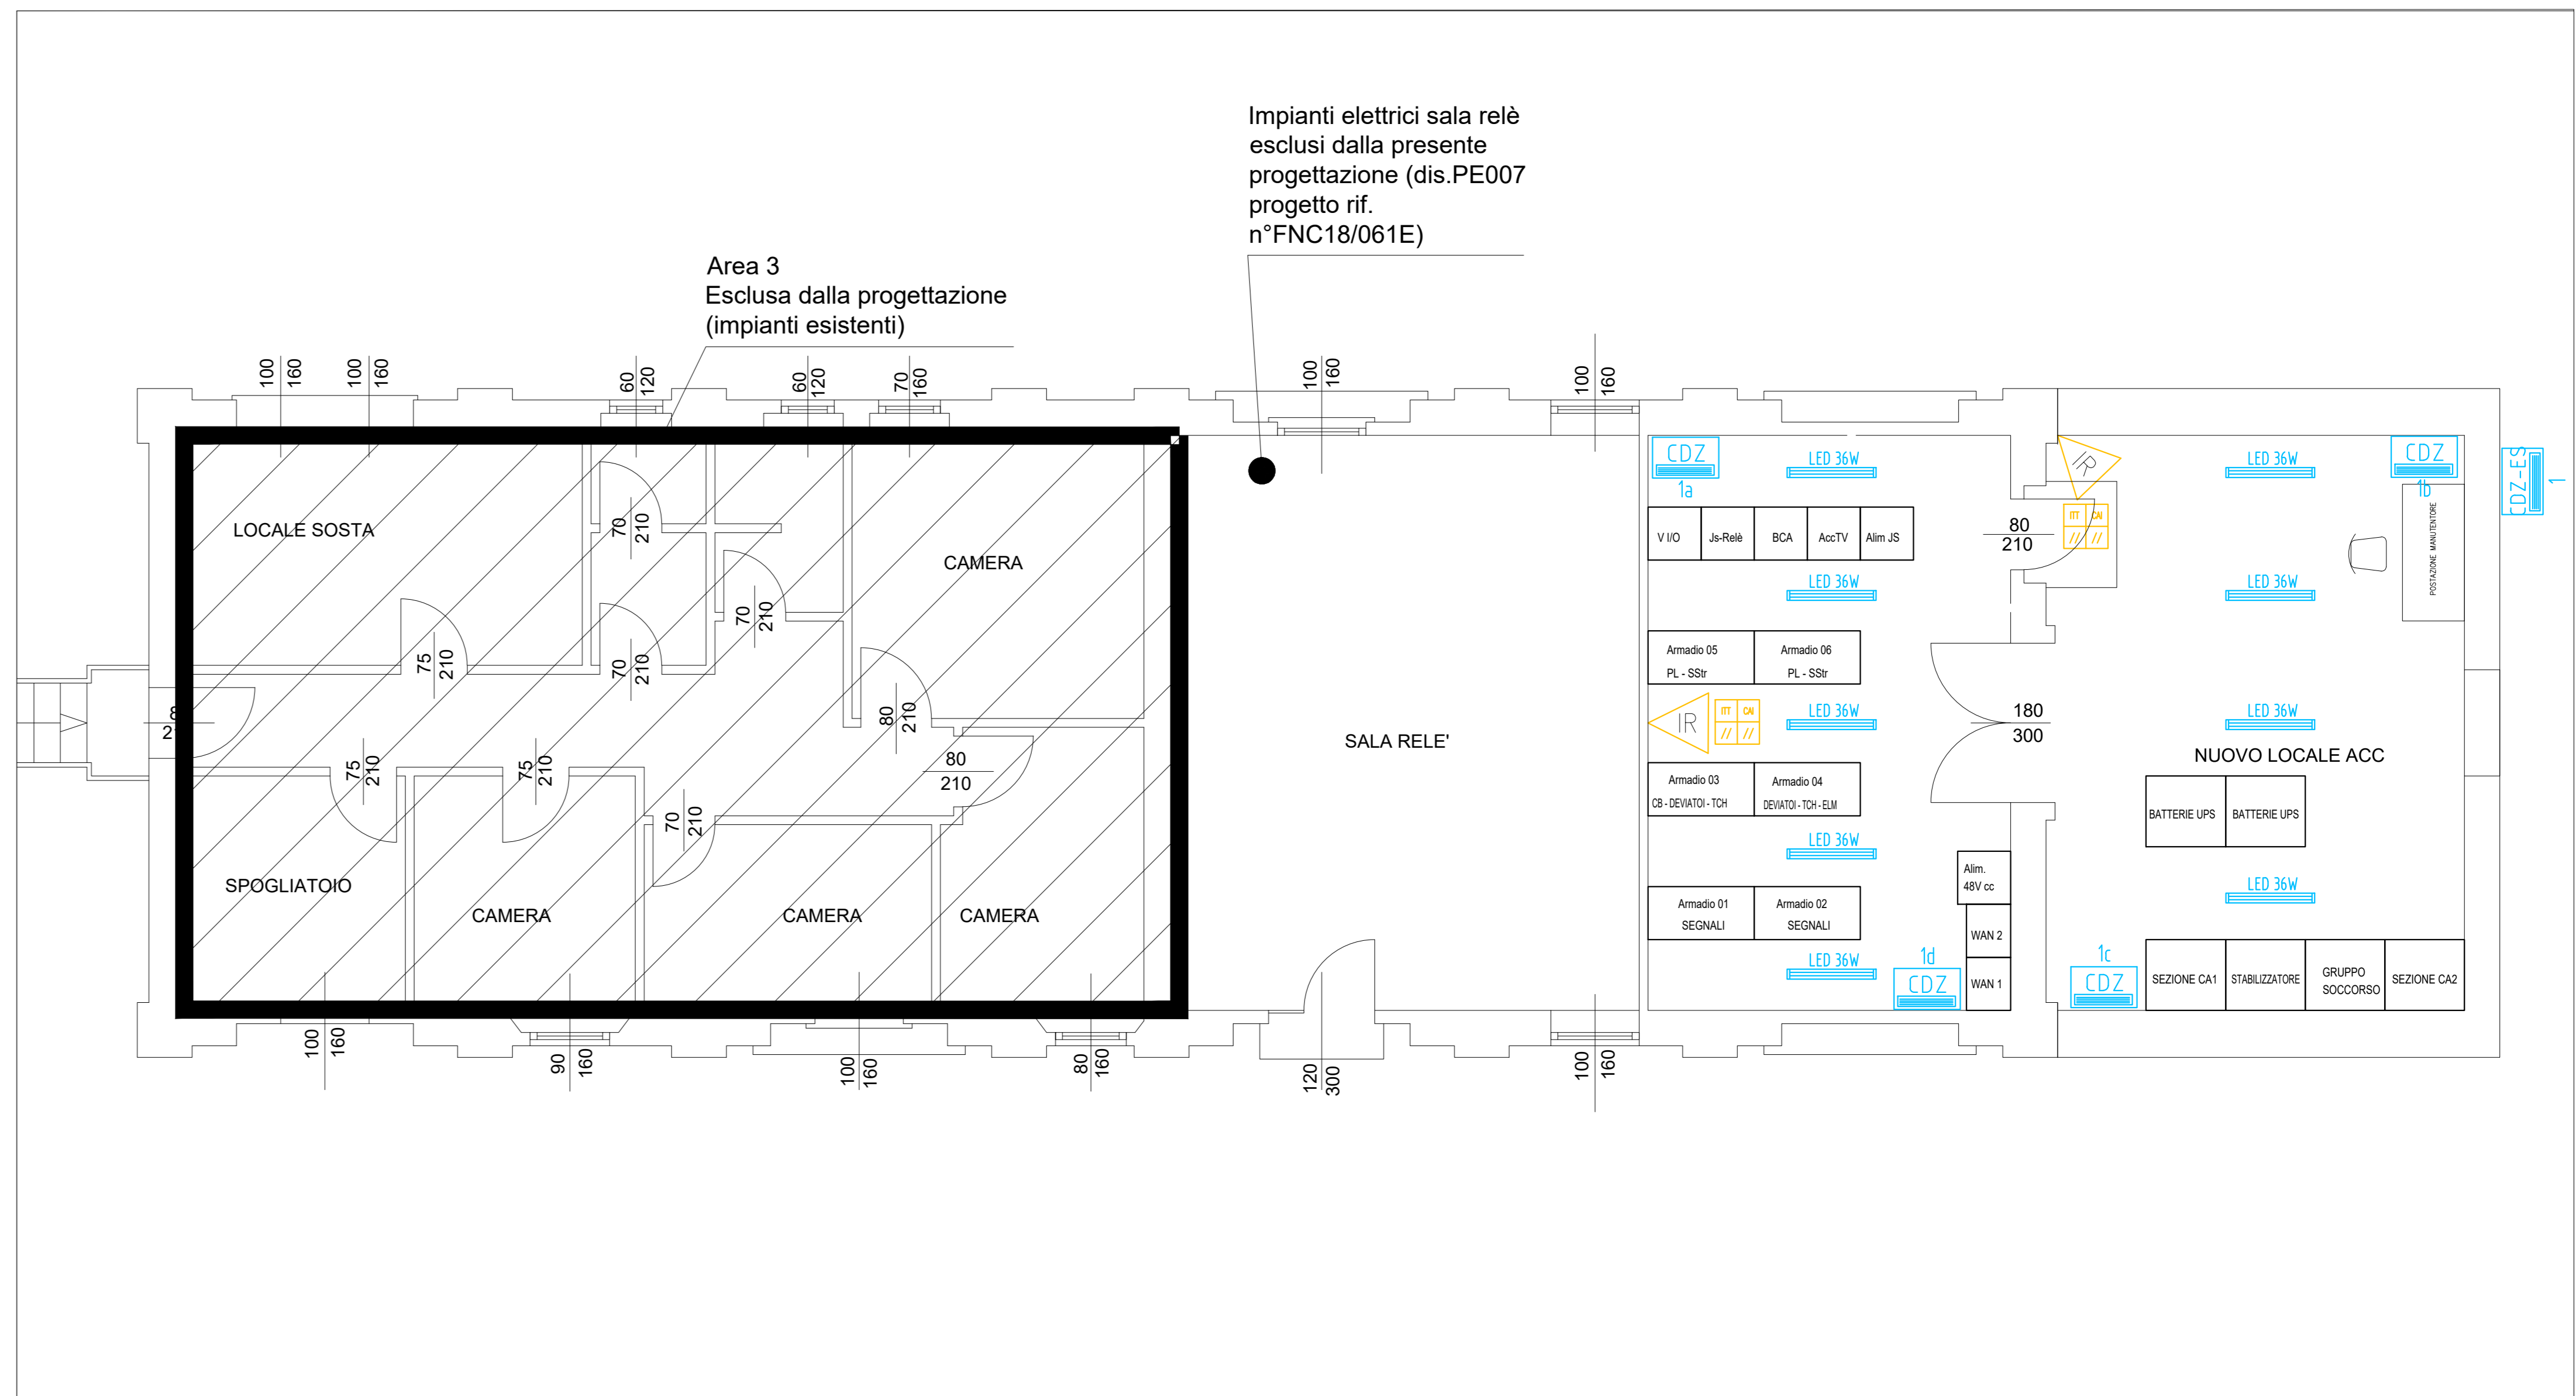 Impianti elettrici sala relè
esclusi dalla presente
progettazione (dis.PE007
progetto rif.
n°FNC18/061E)
Area 3
Esclusa dalla progettazione
(impianti esistenti)
100
160
100
160
60
120
60
120
70
160
100
160
100
160
LOCALE SOSTA
70
210
70
210
CAMERA
75
210
70
210
80
210
75
210
75
210
80
210
70
210
SPOGLIATOIO
CAMERA
CAMERA
CAMERA
SALA RELE'
CDZ
1a
LED 36W
V I/O
Js-Relè
BCA
AccTV
Alim JS
LED 36W
Armadio 05
PL - SStr
Armadio 06
PL - SStr
IR
ITT
CAI
//
//
LED 36W
Armadio 03
CB - DEVIATOI - TCH
Armadio 04
DEVIATOI - TCH - ELM
LED 36W
Armadio 01
SEGNALI
Armadio 02
SEGNALI
LED 36W
1d
CDZ
Alim.
48V cc
WAN 2
WAN 1
80
210
180
300
IR
ITT
CAI
//
//
LED 36W
CDZ
1b
CDZ-ES
1
POSTAZIONE MANUTENTORE
LED 36W
LED 36W
NUOVO LOCALE ACC
BATTERIE UPS
BATTERIE UPS
LED 36W
1c
CDZ
SEZIONE CA1
STABILIZZATORE
GRUPPO
SOCCORSO
SEZIONE CA2
100
160
90
160
100
160
80
160
120
300
100
160